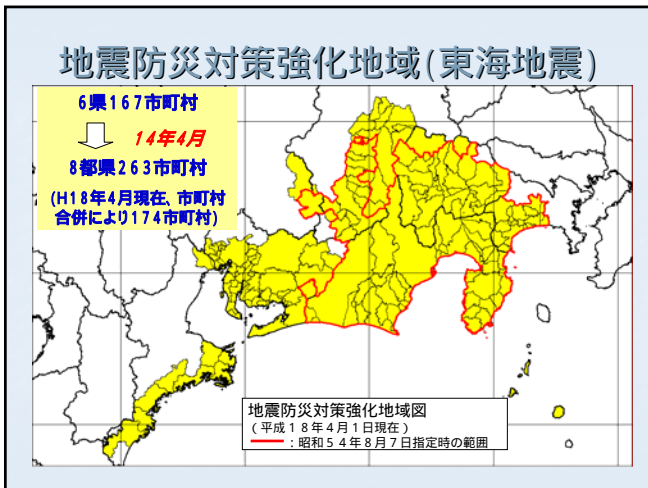 地震防災対策強化地域(東海地震)
6県167市町村
14年4月
8都県263市町村
(H18年4月現在、市町村
合併により174市町村)
地震防災対策強化地域図
(平成18年4月1日現在)
:昭和54年8月7日指定時の範囲